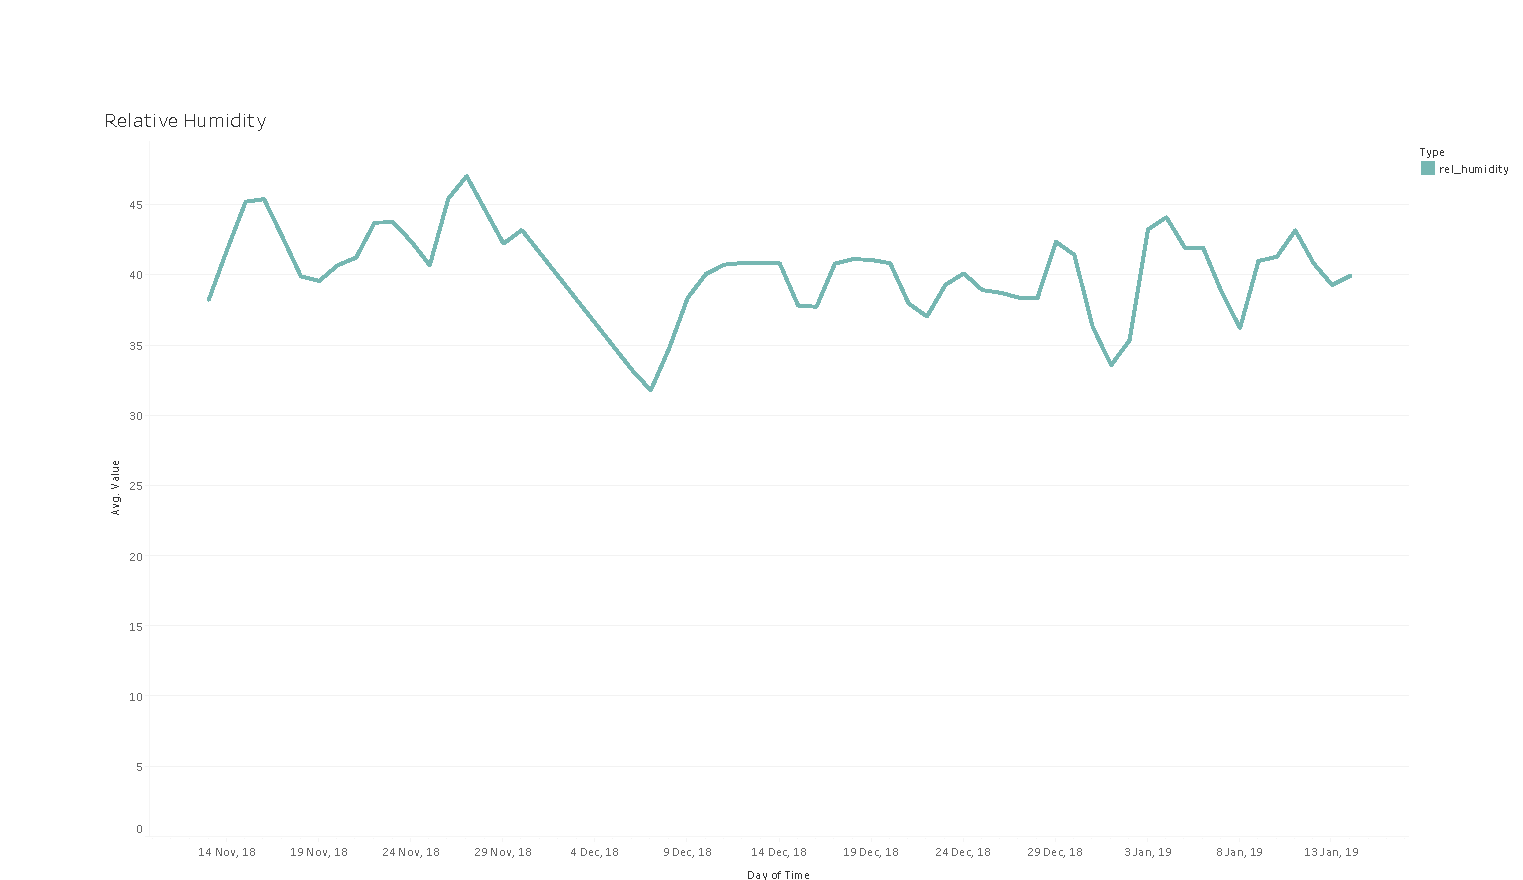 Relative Humidity
Type
rel_humidity
45
40
35
30
25
20
15
10
5
0
Avg. Value
14 Nov, 18 19 Nov, 18 24 Nov, 18 29 Nov, 18 4 Dec, 18 9 Dec, 18 14 Dec, 18 19 Dec, 18 24 Dec, 18 29 Dec, 18 3 Jan, 19 8 Jan, 19 13 Jan, 19
Day of Time